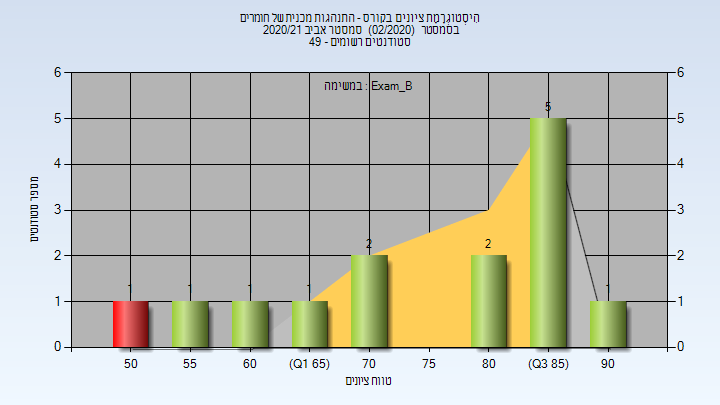 היסטוגרמת ציונים בקורס - התנהגות מכנית של חומרים
בסמסטר (02/2020) סמסטר אביב 2020/21
סטודנטים רשומים - 49
במשימה : Exam_B
מספר סטודנטים
6 6
5 5
4 4
3 3
2 2
1 1
0 0
1 1 1 1 2 2 5 1
50 55 60 (Q1 65) 70 75 80 (Q3 85) 90
טווח ציונים